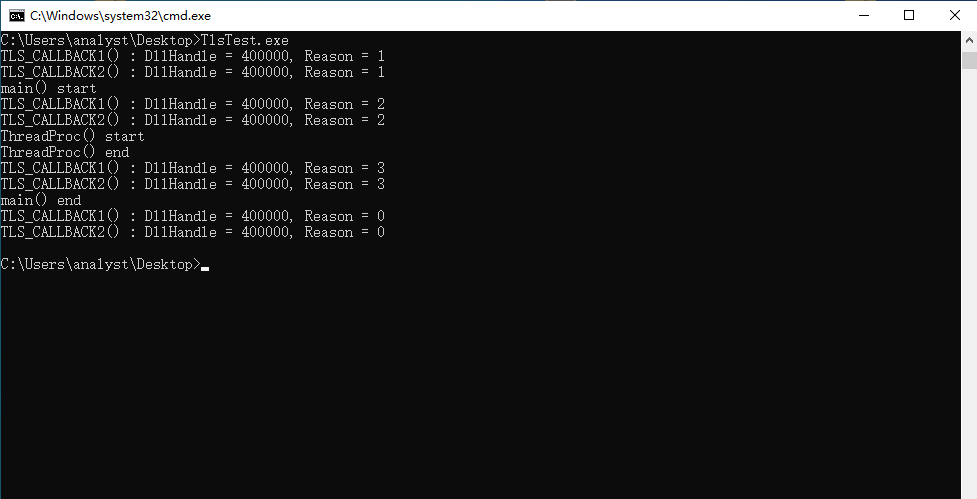 C:\Windows\system32\cmd.exe
C:\Users\analyst\Desktop>TlsTest.exe
TLS_CALLBACK1() : DllHandle = 400000, Reason = 1
TLS_CALLBACK2() : DllHandle = 400000, Reason = 1
main() start
TLS_CALLBACK1() : DllHandle = 400000, Reason = 2
TLS_CALLBACK2() : DllHandle = 400000, Reason = 2
ThreadProc() start
ThreadProc() end
TLS_CALLBACK1() : DllHandle = 400000, Reason = 3
TLS_CALLBACK2() : DllHandle = 400000, Reason = 3
main() end
TLS_CALLBACK1() : DllHandle = 400000, Reason = 0
TLS_CALLBACK2() : DllHandle = 400000, Reason = 0
C:\Users\analyst\Desktop>